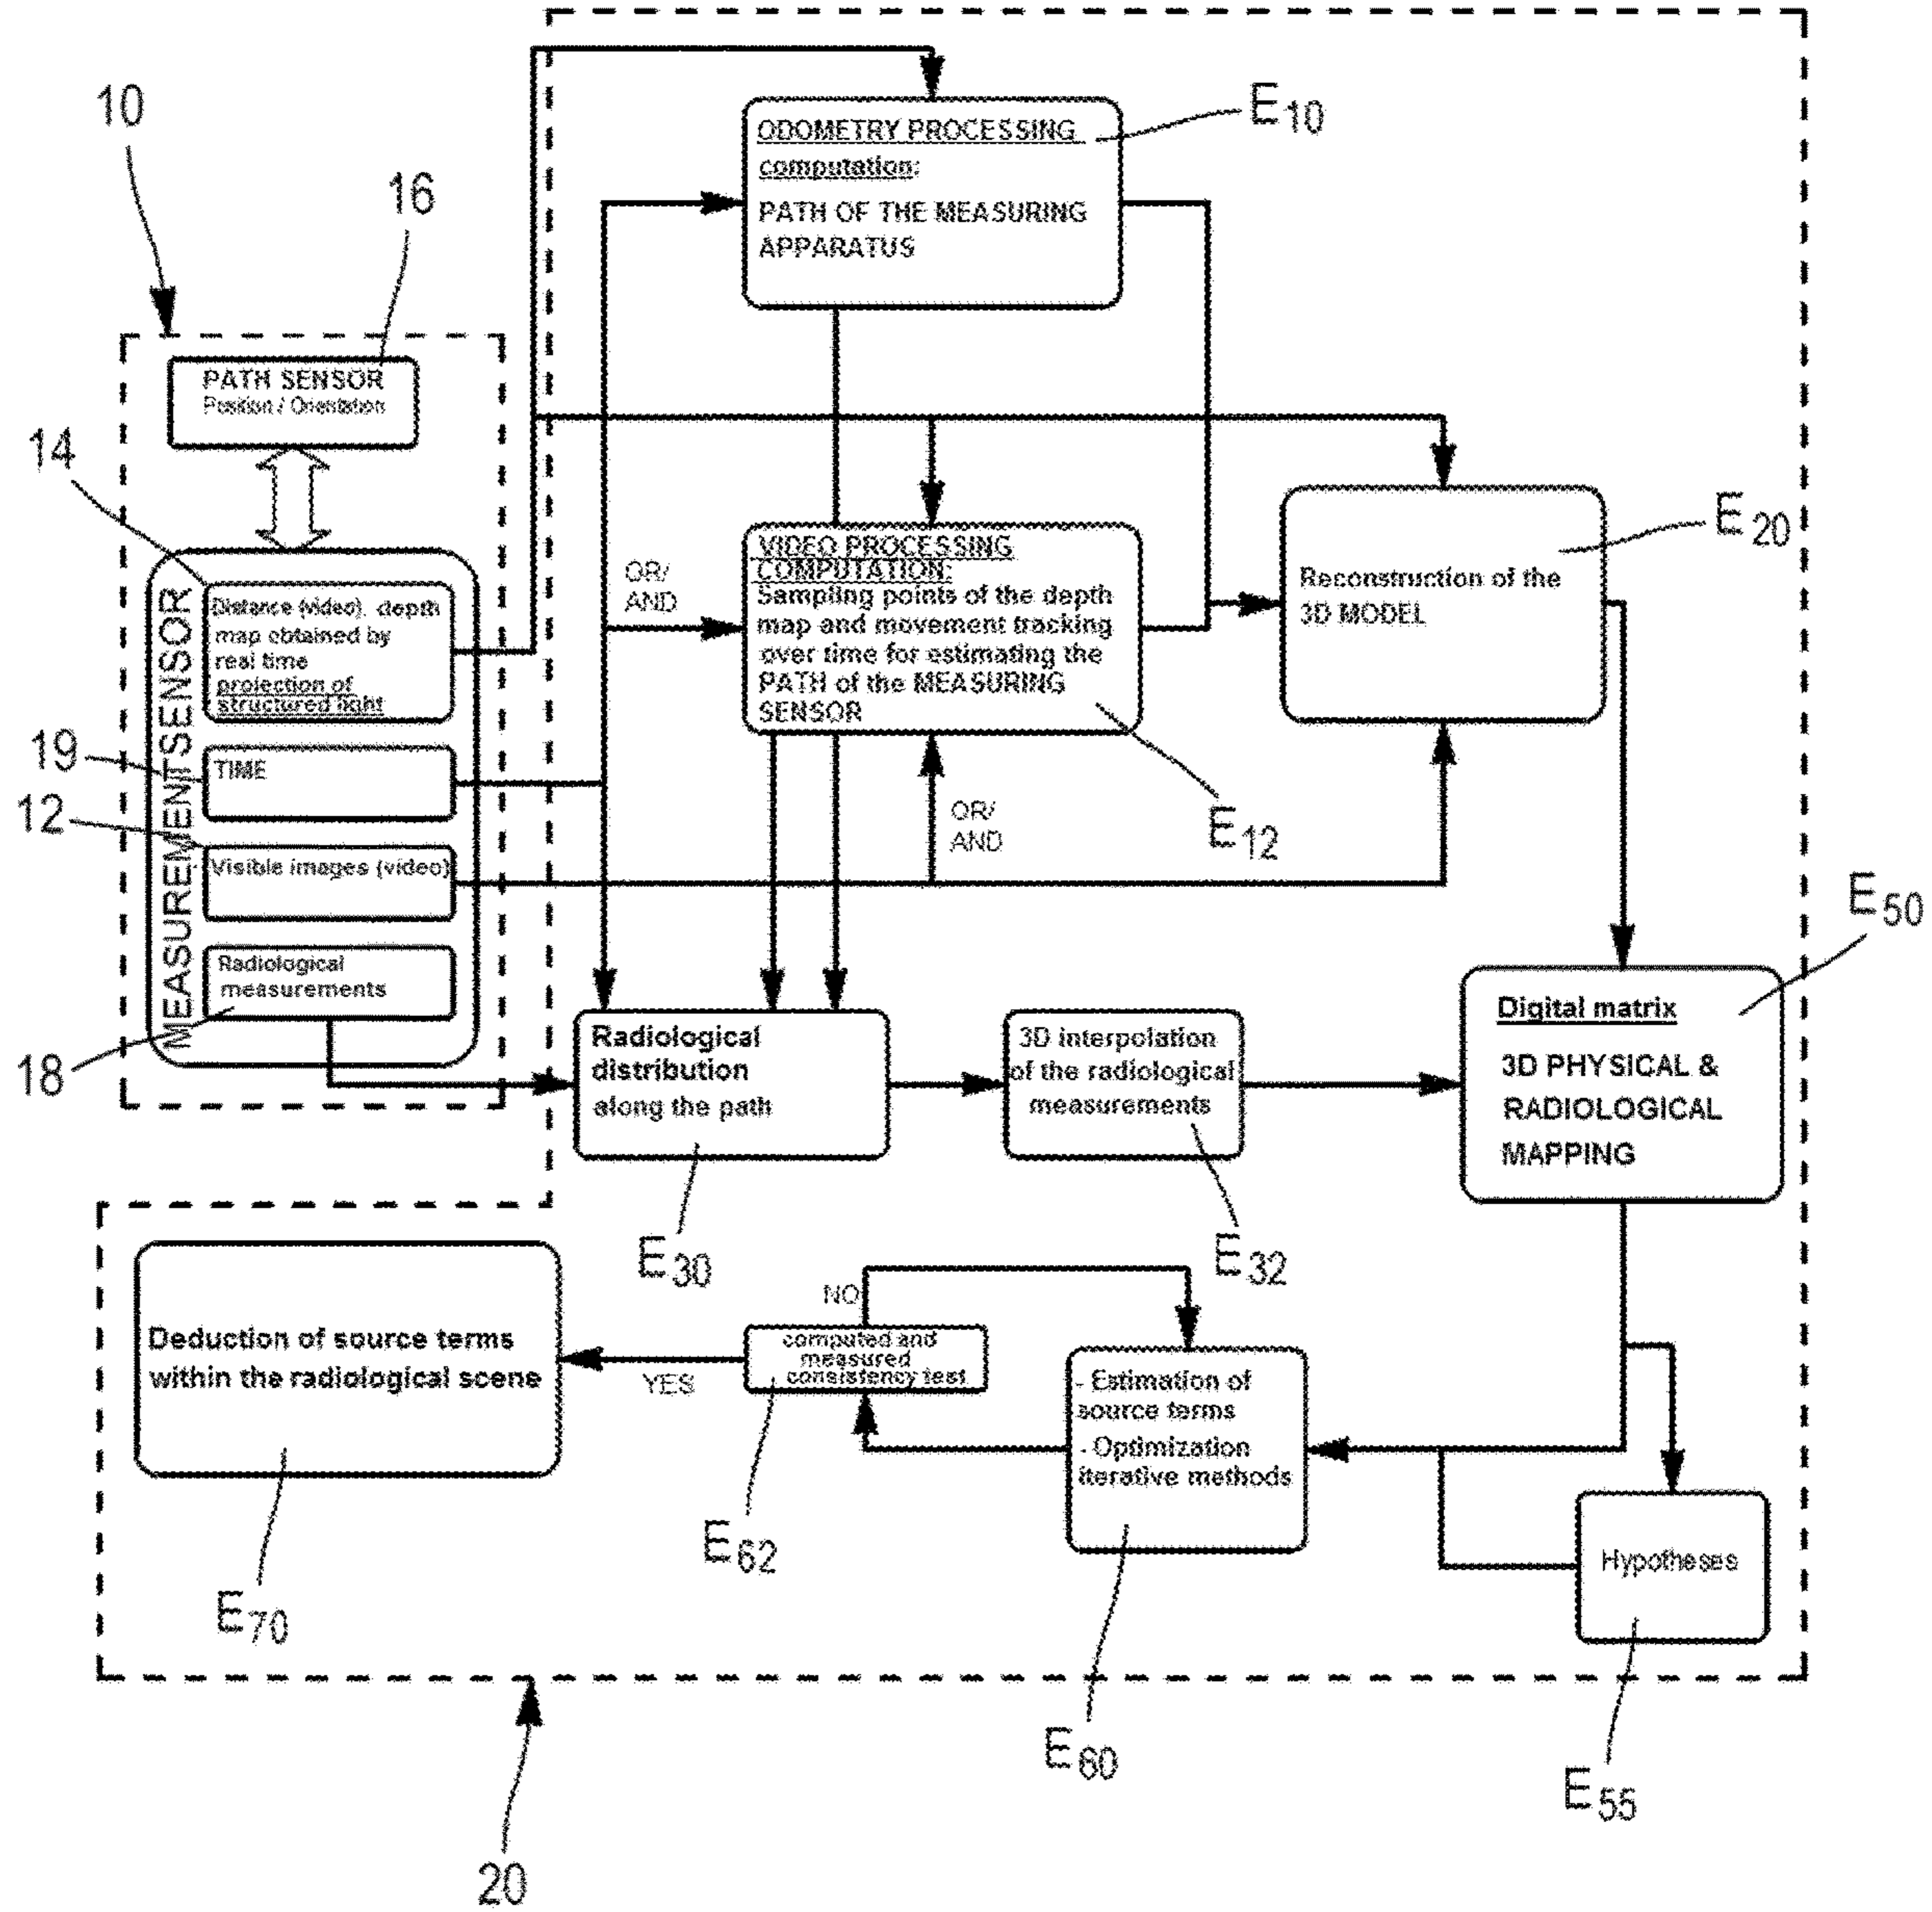 10
16
PATH SENSOR
Position / Orientation
14
MEASUREMENT SENSOR
Distance (video). depth
map obtained by
real time
projection of
structured light
19
TIME
12
Visible images (video)
Radiological
measurements
18
ODOMETRY PROCESSING
computation:
PATH OF THE MEASURING
APPARATUS
E10
OR/
AND
VIDEO PROCESSING
COMPUTATION:
Sampling points of the depth
map and movement tracking
over time for estimating the
PATH of the MEASURING
SENSOR
E12
OR/
AND
Reconstruction of the
3D MODEL
E20
Radiological
distribution
along the path
E30
3D interpolation
of the radiological
measurements
E32
Digital matrix
3D PHYSICAL &
RADIOLOGICAL
MAPPING
E50
Deduction of source terms
within the radiological scene
E70
NO
YES
computed and
measured
consistency test
E62
- Estimation of
source terms
- Optimization
iterative methods
E60
Hypotheses
E55
20